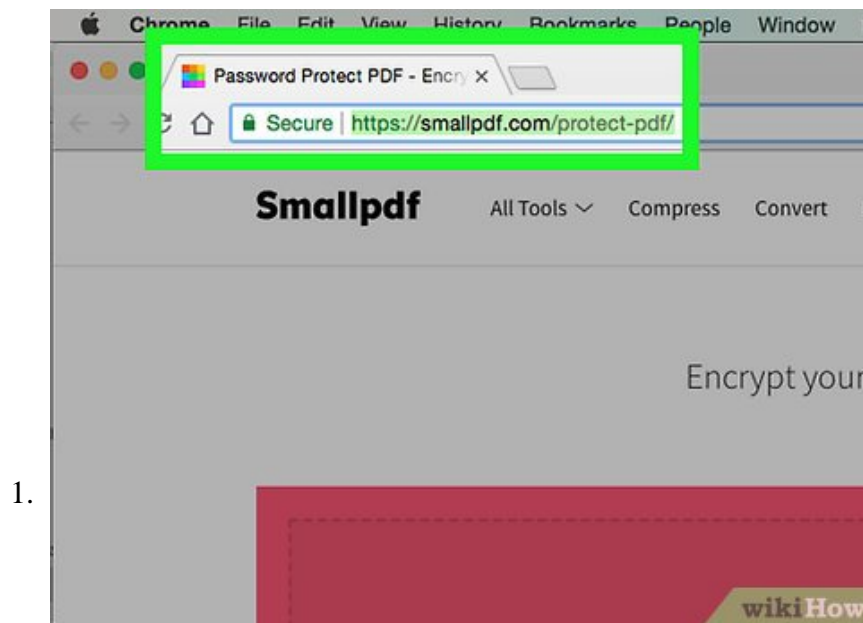 Chrome File Edit View History Bookmarks People Window
Password Protect PDF - Encry
Secure https://smallpdf.com/protect-pdf/
Smallpdf All Tools Compress Convert
Encrypt your
1.
wikiHow